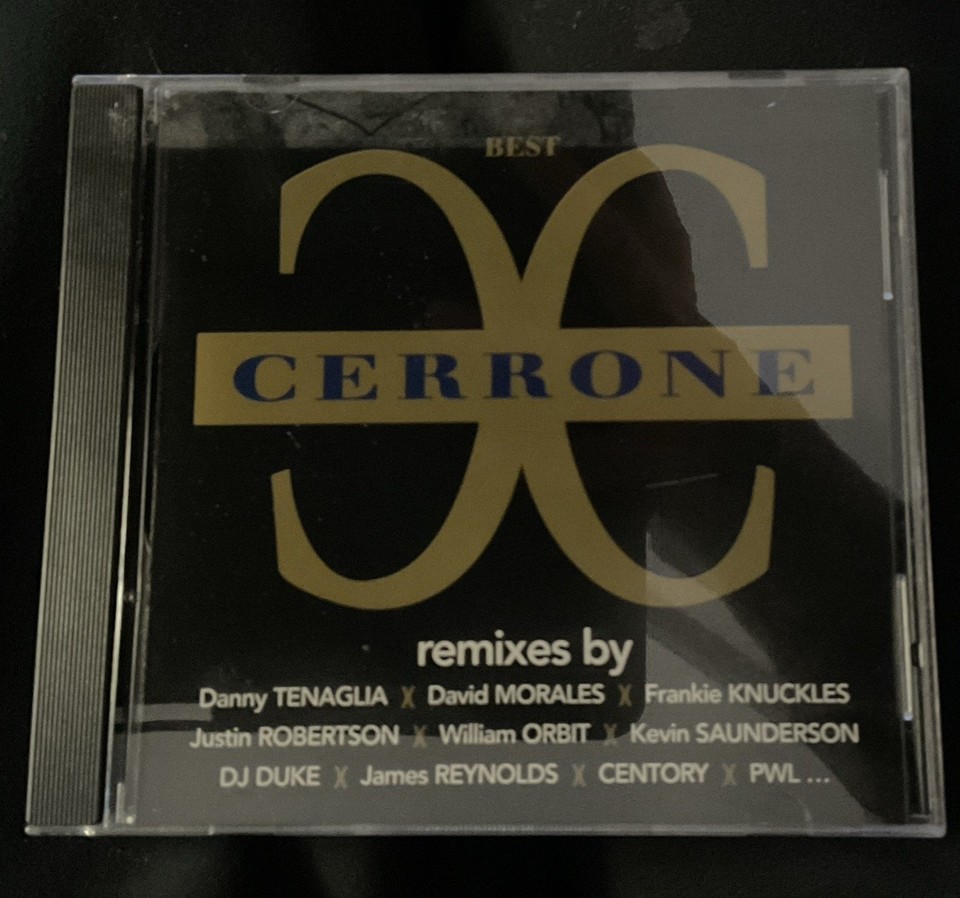 BEST
CERRONE
remixes by
Danny TENAGLIA X David MORALES X Frankie KNUCKLES
Justin ROBERTSON X William ORBIT X Kevin SAUNDERSON
DJ DUKE X James REYNOLDS X CENTORY X PWL ...